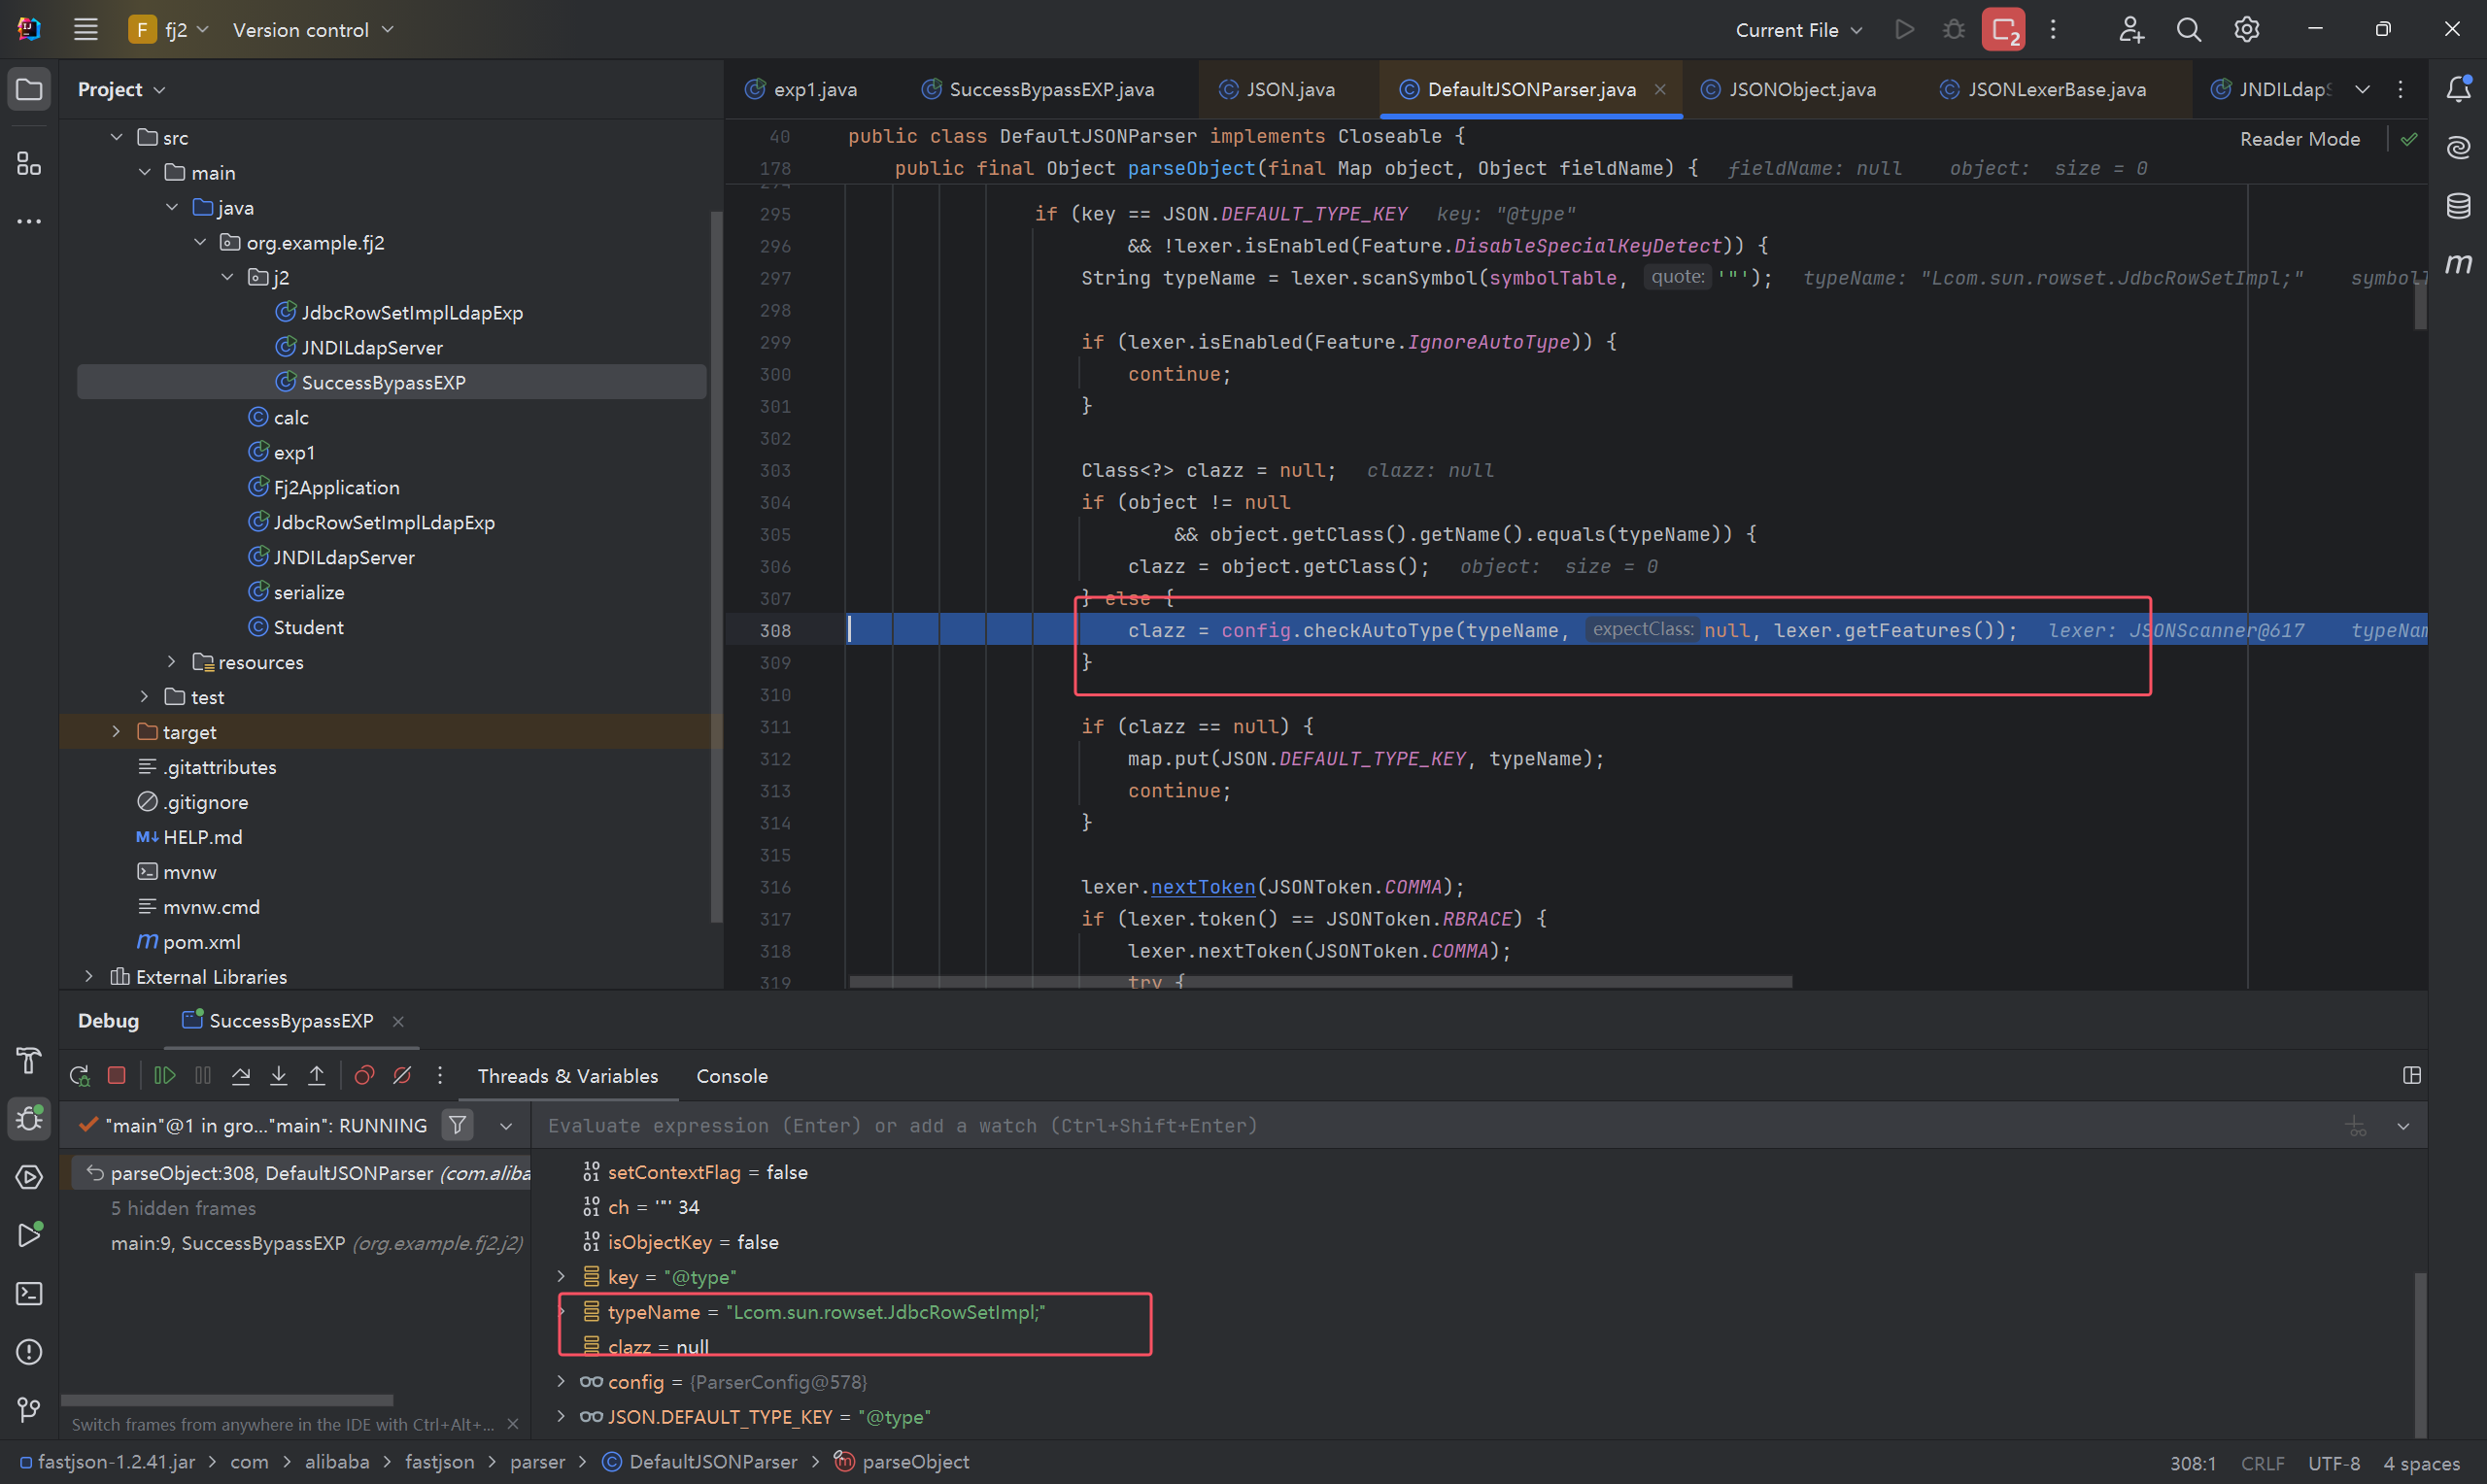 F fj2 Version control Current File 2
Project
src
main
java
org.example.fj2
j2
JdbcRowSetImplLdapExp
JNDILdapServer
SuccessBypassEXP
calc
exp1
Fj2Application
JdbcRowSetImplLdapExp
JNDILdapServer
serialize
Student
resources
test
target
.gitattributes
.gitignore
HELP.md
mvnw
mvnw.cmd
pom.xml
External Libraries
exp1.java SuccessBypassEXP.java JSON.java DefaultJSONParser.java JSONObject.java JSONLexerBase.java JNDILdapS
Reader Mode
40 public class DefaultJSONParser implements Closeable {
178 public final Object parseObject(final Map object, Object fieldName) { fieldName: null object: size = 0
295 if (key == JSON.DEFAULT_TYPE_KEY key: "@type"
296 && !lexer.isEnabled(Feature.DisableSpecialKeyDetect)) {
297 String typeName = lexer.scanSymbol(symbolTable, quote: '"'); typeName: "Lcom.sun.rowset.JdbcRowSetImpl;" symbolT
298
299 if (lexer.isEnabled(Feature.IgnoreAutoType)) {
300 continue;
301 }
302
303 Class<?> clazz = null; clazz: null
304 if (object != null
305 && object.getClass().getName().equals(typeName)) {
306 clazz = object.getClass(); object: size = 0
307 } else {
308 clazz = config.checkAutoType(typeName, expectClass: null, lexer.getFeatures()); lexer: JSONScanner@617 typeNam
309 }
310
311 if (clazz == null) {
312 map.put(JSON.DEFAULT_TYPE_KEY, typeName);
313 continue;
314 }
315
316 lexer.nextToken(JSONToken.COMMA);
317 if (lexer.token() == JSONToken.RBRACE) {
318 lexer.nextToken(JSONToken.COMMA);
319 try {
Debug SuccessBypassEXP
Threads & Variables Console
"main"@1 in gro..."main": RUNNING
Evaluate expression (Enter) or add a watch (Ctrl+Shift+Enter)
parseObject:308, DefaultJSONParser (com.aliba
5 hidden frames
main:9, SuccessBypassEXP (org.example.fj2.j2)
Switch frames from anywhere in the IDE with Ctrl+Alt+...
setContextFlag = false
ch = '"' 34
isObjectKey = false
key = "@type"
typeName = "Lcom.sun.rowset.JdbcRowSetImpl;"
clazz = null
config = {ParserConfig@578}
JSON.DEFAULT_TYPE_KEY = "@type"
fastjson-1.2.41.jar > com > alibaba > fastjson > parser > DefaultJSONParser > parseObject
308:1 CRLF UTF-8 4 spaces